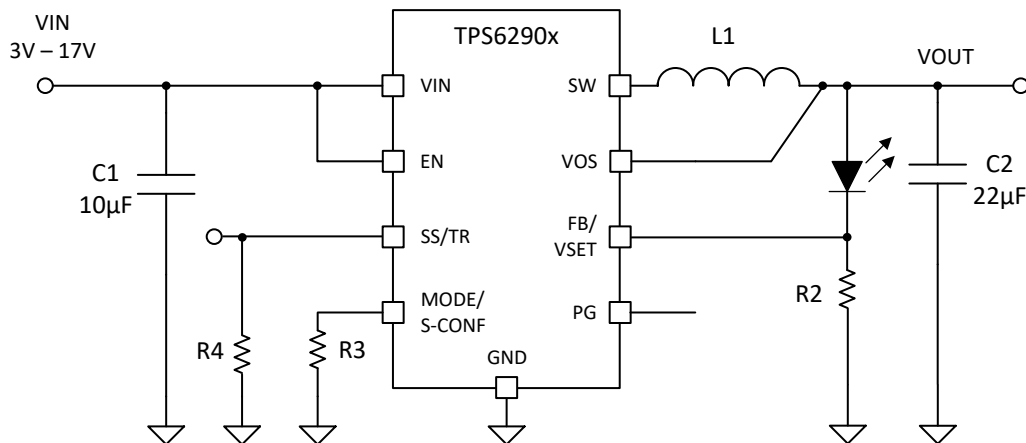 VIN
3V – 17V
TPS6290x
L1
VOUT
VIN
SW
EN
VOS
C1
10µF
C2
22µF
SS/TR
FB/
VSET
MODE/
S-CONF
PG
R2
R4
R3
GND